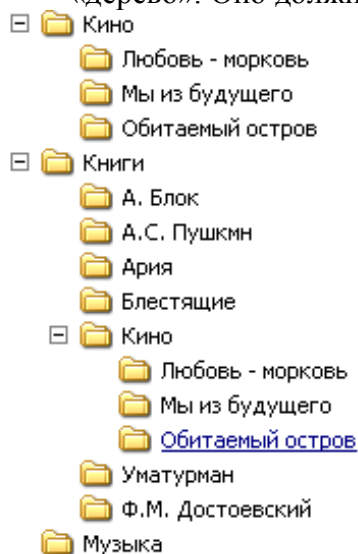 «дерево». Оно должн
Кино
Любовь - морковь
Мы из будущего
Обитаемый остров
Книги
А. Блок
А.С. Пушкмн
Ария
Блестящие
Кино
Любовь - морковь
Мы из будущего
Обитаемый остров
Уматурман
Ф.М. Достоевский
Музыка